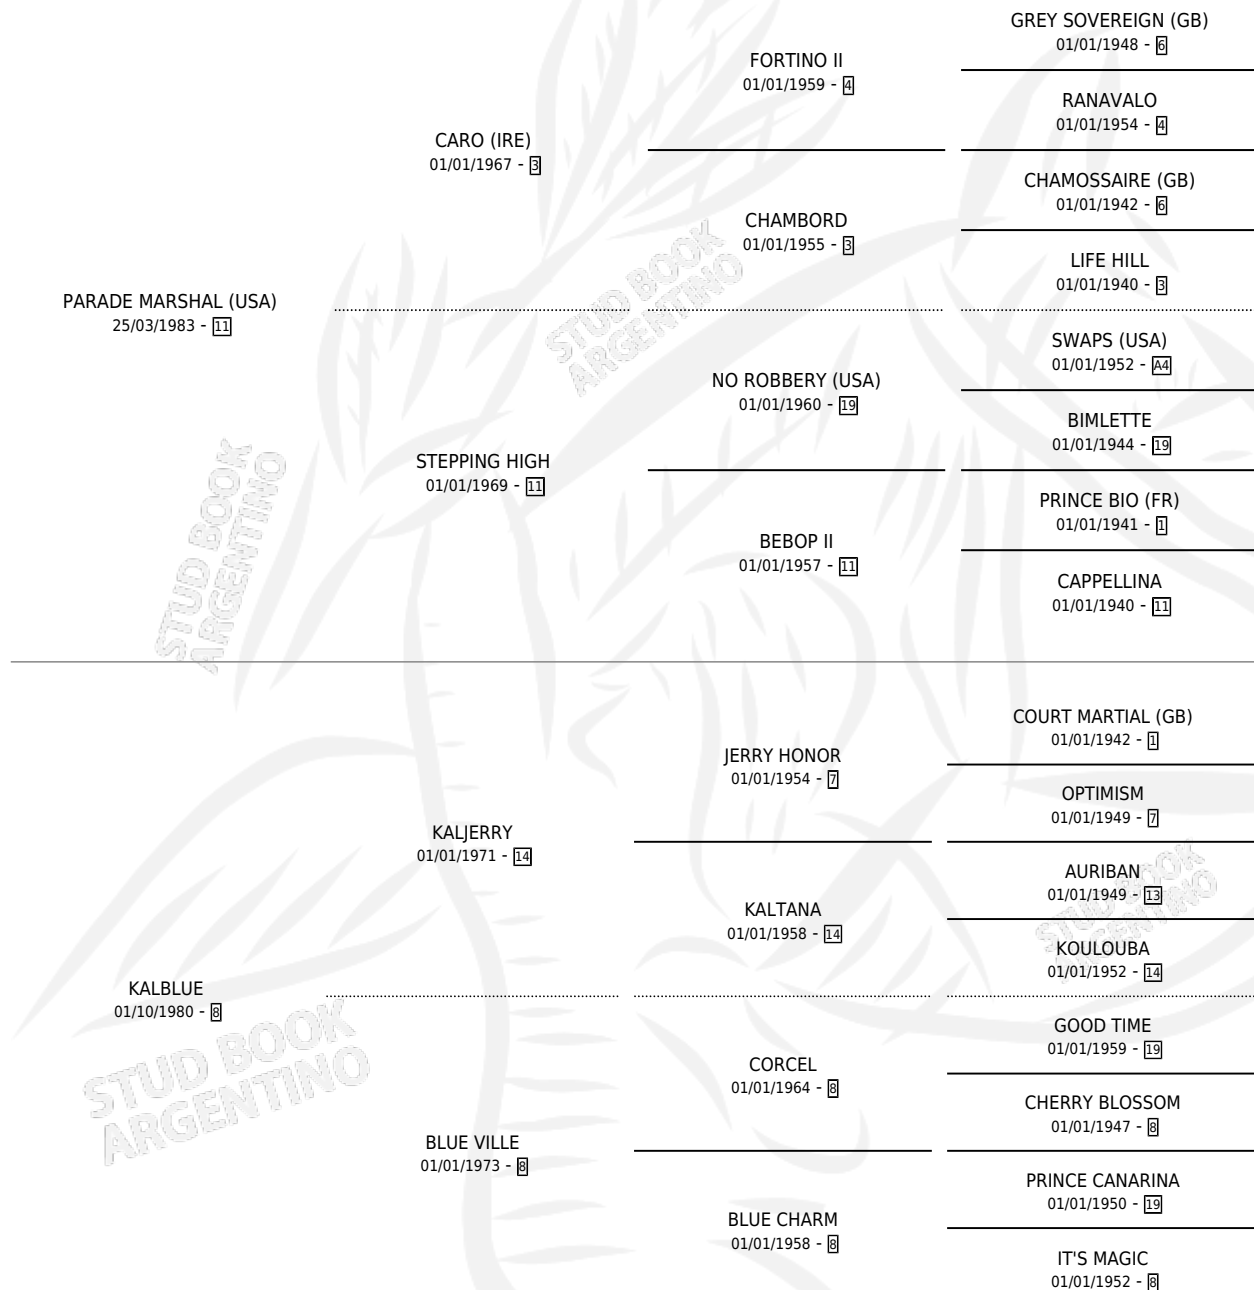 GREY SOVEREIGN (GB)
01/01/1948 - 6
FORTINO II
01/01/1959 - 4
RANAVALO
01/01/1954 - 4
CARO (IRE)
01/01/1967 - 3
CHAMOSSAIRE (GB)
01/01/1942 - 6
CHAMBORD
01/01/1955 - 3
LIFE HILL
01/01/1940 - 3
PARADE MARSHAL (USA)
25/03/1983 - 11
SWAPS (USA)
01/01/1952 - A4
NO ROBBERY (USA)
01/01/1960 - 19
BIMLETTE
01/01/1944 - 19
STEPPING HIGH
01/01/1969 - 11
PRINCE BIO (FR)
01/01/1941 - 1
BEBOP II
01/01/1957 - 11
CAPPELLINA
01/01/1940 - 11
COURT MARTIAL (GB)
01/01/1942 - 1
JERRY HONOR
01/01/1954 - 7
OPTIMISM
01/01/1949 - 7
KALJERRY
01/01/1971 - 14
AURIBAN
01/01/1949 - 13
KALTANA
01/01/1958 - 14
KOULOUBA
01/01/1952 - 14
KALBLUE
01/10/1980 - 8
GOOD TIME
01/01/1959 - 19
CORCEL
01/01/1964 - 8
CHERRY BLOSSOM
01/01/1947 - 8
BLUE VILLE
01/01/1973 - 8
PRINCE CANARINA
01/01/1950 - 19
BLUE CHARM
01/01/1958 - 8
IT'S MAGIC
01/01/1952 - 8
STUD BOOK
ARGENTINO
STUD BOOK
ARGENTINO
STUD BOOK
ARGENTINO
STUD BOOK
ARGENTINO